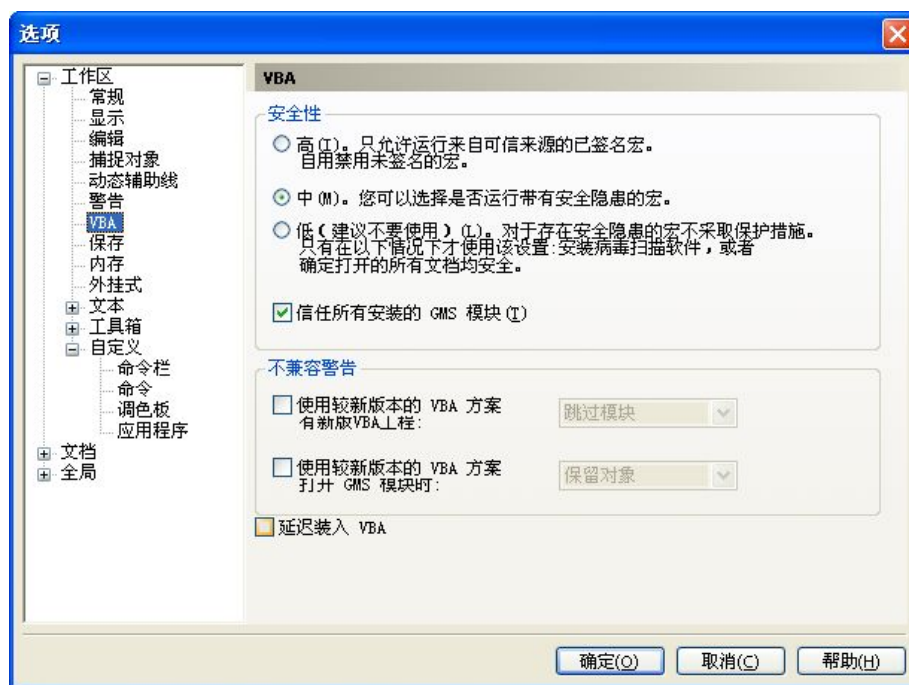 选项
工作区
常规
显示
编辑
捕捉对象
动态辅助线
警告
VBA
保存
内存
外挂式
文本
工具箱
自定义
命令栏
命令
调色板
应用程序
文档
全局
VBA
安全性
高(I)。只允许运行来自可信来源的已签名宏。
自用禁用未签名的宏。
中(M)。您可以选择是否运行带有安全隐患的宏。
低(建议不要使用)(L)。对于存在安全隐患的宏不采取保护措施。
只有在以下情况下才使用该设置:安装病毒扫描软件,或者
确定打开的所有文档均安全。
信任所有安装的 GMS 模块(T)
不兼容警告
使用较新版本的 VBA 方案
有新版VBA工程:
跳过模块
使用较新版本的 VBA 方案
打开 GMS 模块时:
保留对象
延迟装入 VBA
确定(O)
取消(C)
帮助(H)